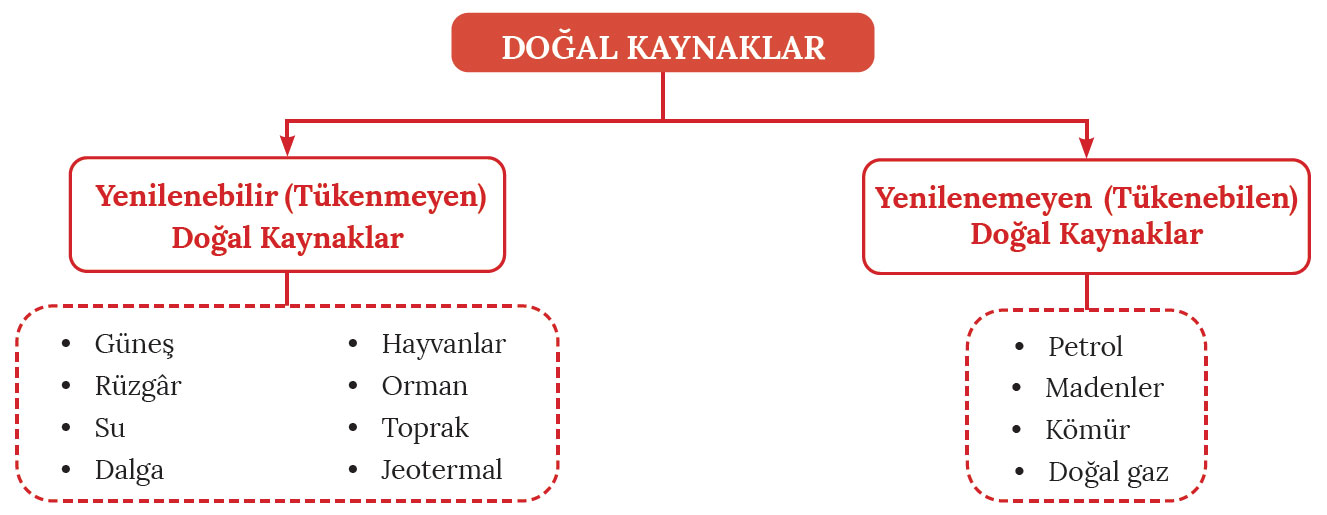 DOĞAL KAYNAKLAR
Yenilenebilir (Tükenmeyen)
Doğal Kaynaklar
Yenilenemeyen (Tükenebilen)
Doğal Kaynaklar
• Güneş
• Rüzgâr
• Su
• Dalga
• Hayvanlar
• Orman
• Toprak
• Jeotermal
• Petrol
• Madenler
• Kömür
• Doğal gaz